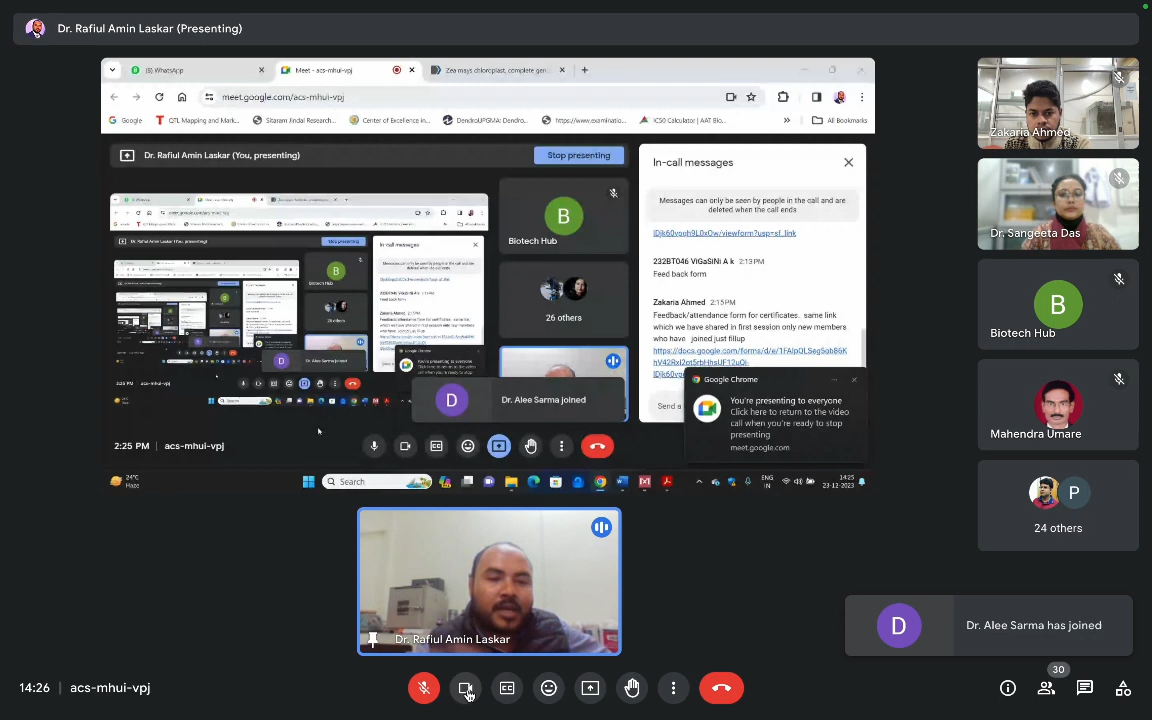 Dr. Rafiul Amin Laskar (Presenting)
(8) WhatsApp
Meet - acs-mhui-vpj
Zea mays chloroplast, complete gen
meet.google.com/acs-mhui-vpj
Google
QTL Mapping and Mark...
Sitaram Jindal Research...
Center of Excellence in...
DendroUPGMA: Dendro...
https://www.examinatio...
IC50 Calculator | AAT Bio...
All Bookmarks
Dr. Rafiul Amin Laskar (You, presenting)
Stop presenting
In-call messages
Messages can only be seen by people in the call and are
deleted when the call ends
232BT046 ViGaSiNi A k 2:13PM
Feed back form
Zakaria Ahmed 2:15PM
Feedback/attendance form for certificates. same link
which we have shared in first session only new members
who have joined just fillup
Send a
B
Biotech Hub
26 others
D
Dr. Alee Sarma joined
Google Chrome
You're presenting to everyone
Click here to return to the video
call when you're ready to stop
presenting
meet.google.com
2:25 PM | acs-mhui-vpj
24°C
Haze
Search
ENG
IN
14:25
23-12-2023
Zakaria Ahmed
Dr. Sangeeta Das
B
Biotech Hub
Mahendra Umare
P
24 others
Dr. Rafiul Amin Laskar
D
Dr. Alee Sarma has joined
14:26 | acs-mhui-vpj
30